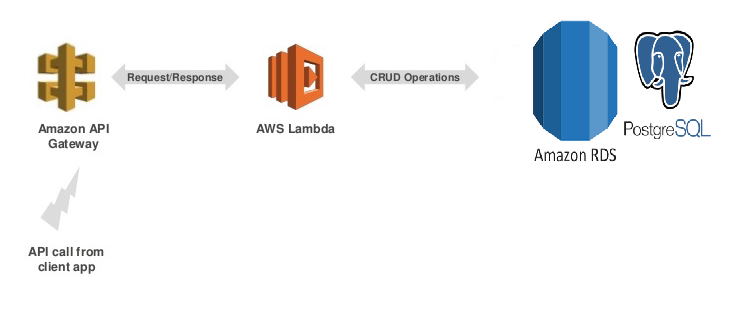 Request/Response
CRUD Operations
Amazon API
Gateway
AWS Lambda
PostgreSQL
Amazon RDS
API call from
client app